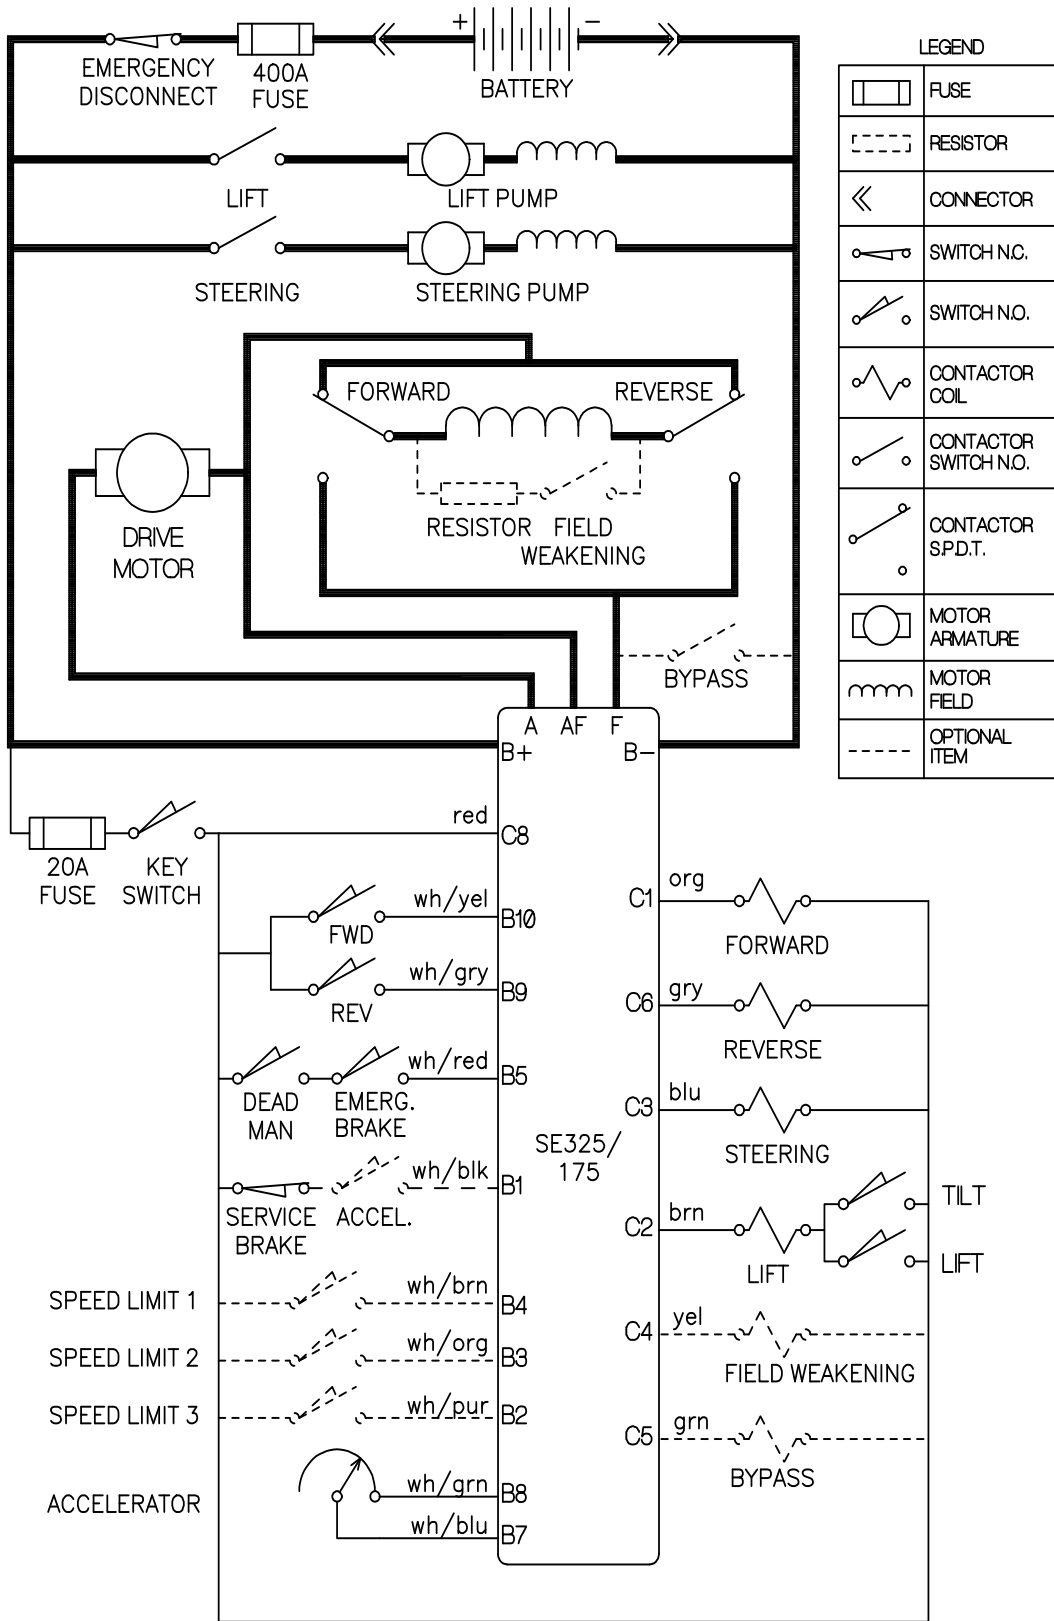 + −
EMERGENCY
DISCONNECT
400A
FUSE
BATTERY
LIFT
LIFT PUMP
STEERING
STEERING PUMP
FORWARD
REVERSE
DRIVE
MOTOR
RESISTOR
FIELD
WEAKENING
BYPASS
A AF F
B+
B−
LEGEND
FUSE
RESISTOR
CONNECTOR
SWITCH N.C.
SWITCH N.O.
CONTACTOR
COIL
CONTACTOR
SWITCH N.O.
CONTACTOR
S.P.D.T.
MOTOR
ARMATURE
MOTOR
FIELD
OPTIONAL
ITEM
20A
FUSE
KEY
SWITCH
red
C8
FWD
wh/yel
B10
REV
wh/gry
B9
DEAD
MAN
EMERG.
BRAKE
wh/red
B5
SERVICE
BRAKE
ACCEL.
wh/blk
B1
SPEED LIMIT 1
wh/brn
B4
SPEED LIMIT 2
wh/org
B3
SPEED LIMIT 3
wh/pur
B2
ACCELERATOR
wh/grn
B8
wh/blu
B7
SE325/
175
C1
org
FORWARD
C6
gry
REVERSE
C3
blu
STEERING
C2
brn
LIFT
TILT
LIFT
C4
yel
FIELD WEAKENING
C5
grn
BYPASS